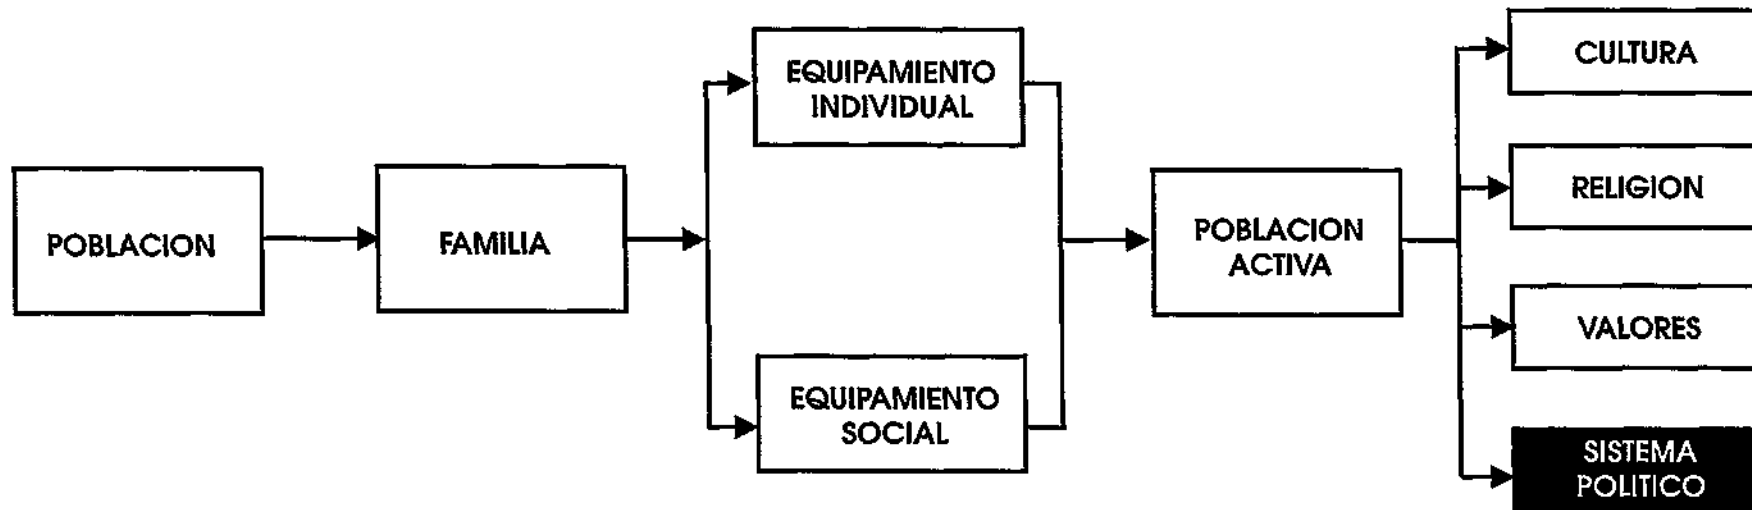 POBLACION
FAMILIA
EQUIPAMIENTO
INDIVIDUAL
EQUIPAMIENTO
SOCIAL
POBLACION
ACTIVA
CULTURA
RELIGION
VALORES
SISTEMA
POLITICO